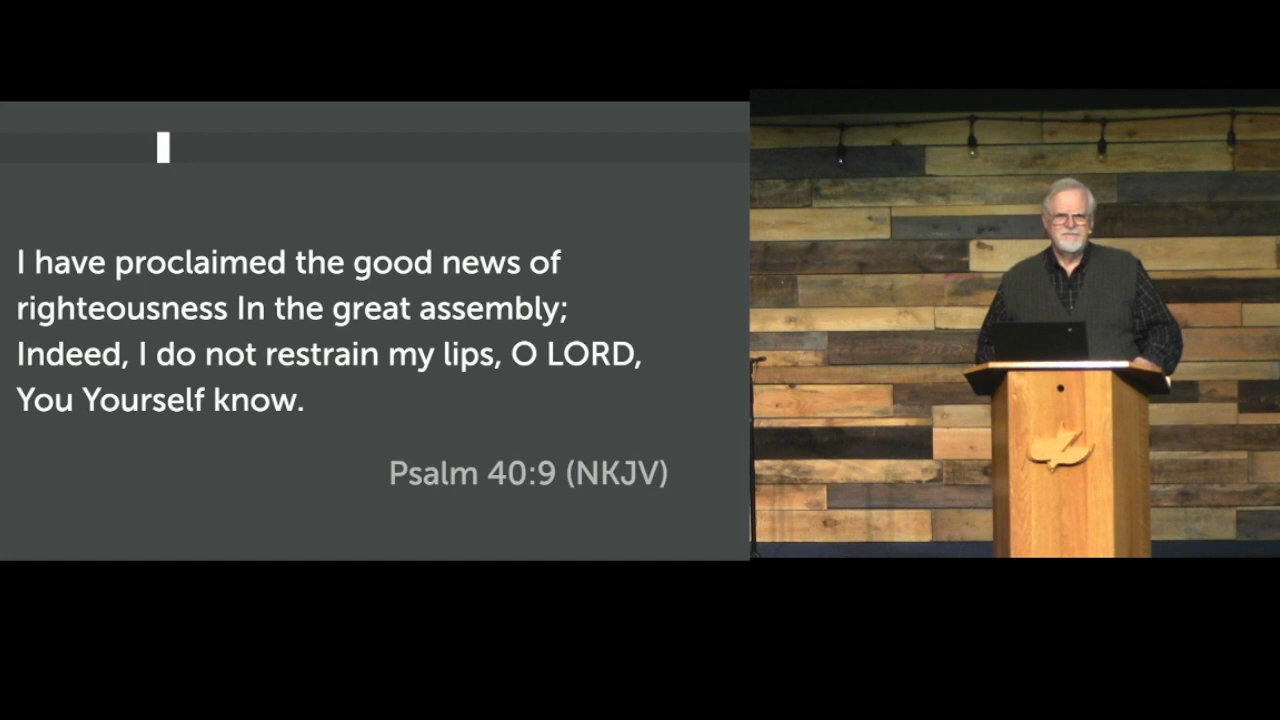 I have proclaimed the good news of
righteousness In the great assembly;
Indeed, I do not restrain my lips, O LORD,
You Yourself know.
Psalm 40:9 (NKJV)